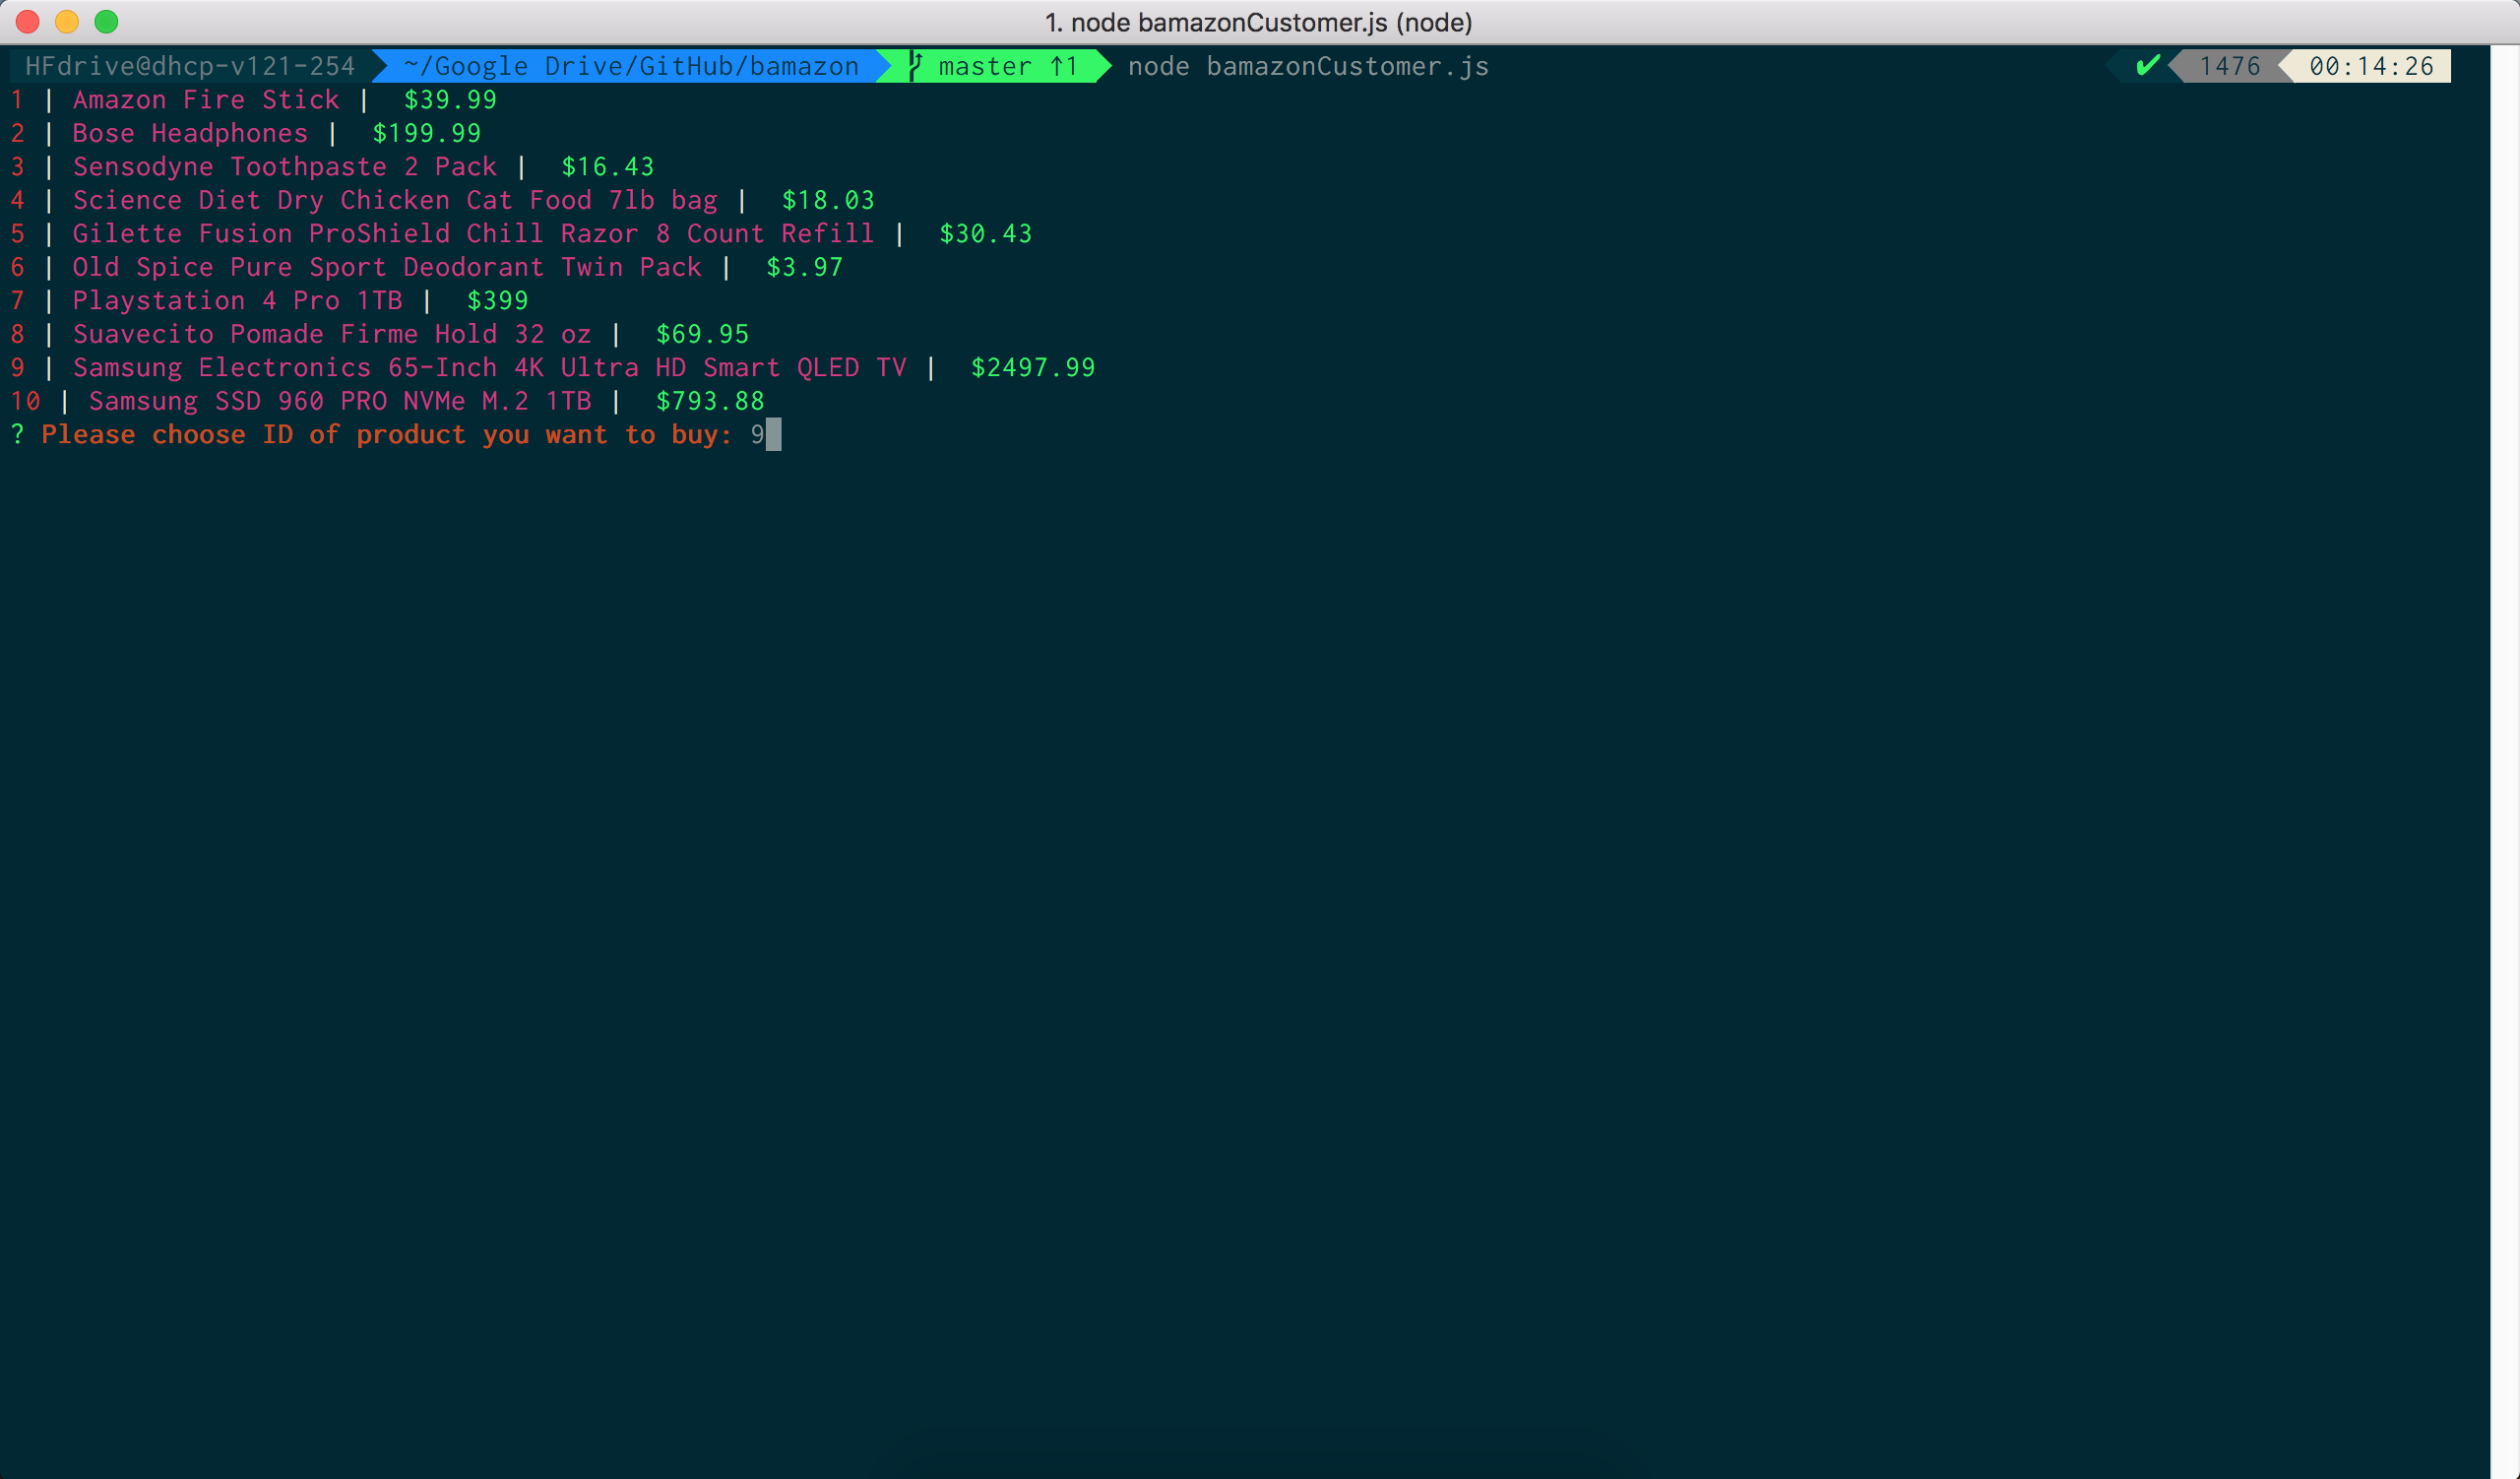 1. node bamazonCustomer.js (node)
HFdrive@dhcp-v121-254 ~/Google Drive/GitHub/bamazon master ↑1 node bamazonCustomer.js ✔ 1476 00:14:26
1 | Amazon Fire Stick |  $39.99
2 | Bose Headphones |  $199.99
3 | Sensodyne Toothpaste 2 Pack |  $16.43
4 | Science Diet Dry Chicken Cat Food 7lb bag |  $18.03
5 | Gilette Fusion ProShield Chill Razor 8 Count Refill |  $30.43
6 | Old Spice Pure Sport Deodorant Twin Pack |  $3.97
7 | Playstation 4 Pro 1TB |  $399
8 | Suavecito Pomade Firme Hold 32 oz |  $69.95
9 | Samsung Electronics 65-Inch 4K Ultra HD Smart QLED TV |  $2497.99
10 | Samsung SSD 960 PRO NVMe M.2 1TB |  $793.88
? Please choose ID of product you want to buy: 9